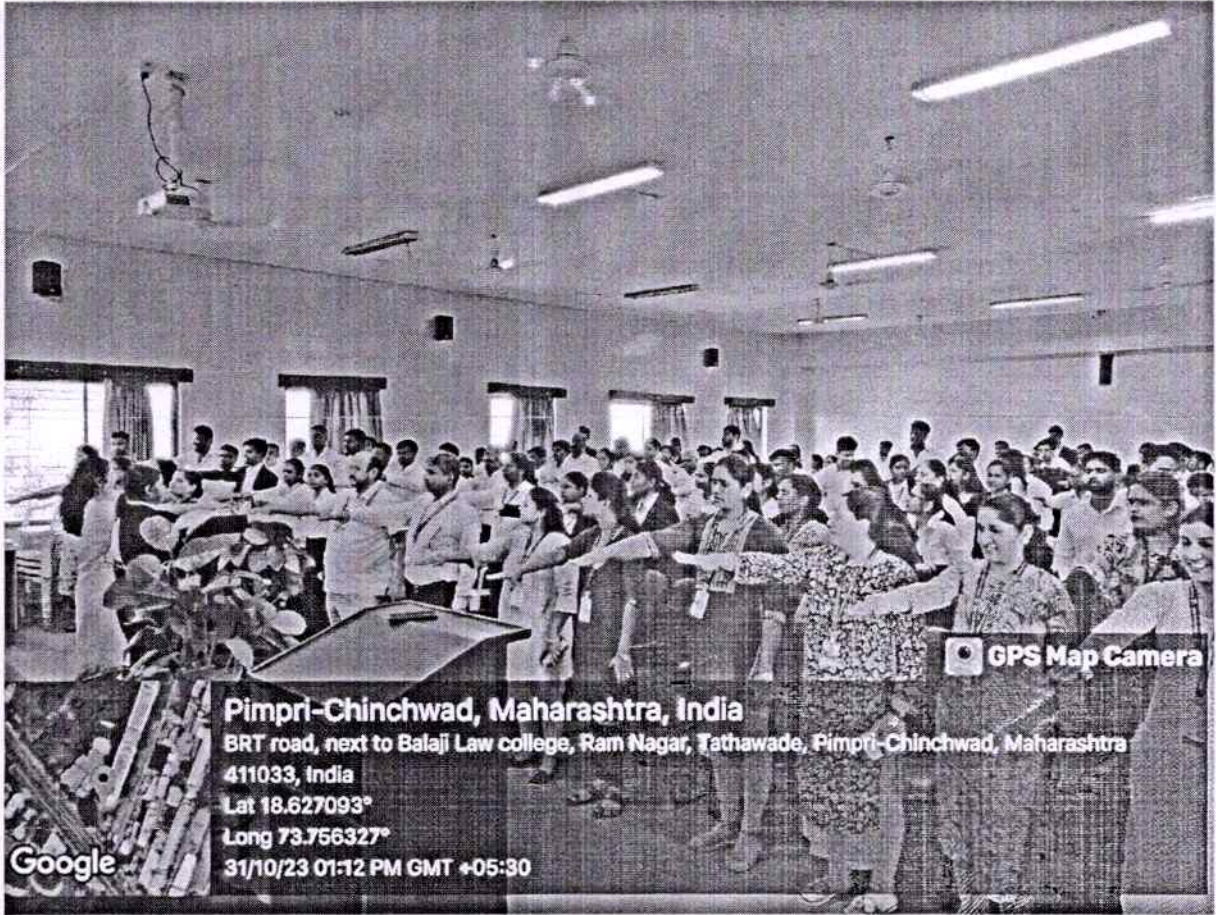 GPS Map Camera
Pimpri-Chinchwad, Maharashtra, India
BRT road, next to Balaji Law college, Ram Nagar, Tathawade, Pimpri-Chinchwad, Maharashtra
411033, India
Lat 18.627093°
Long 73.756327°
31/10/23 01:12 PM GMT +05:30
Google